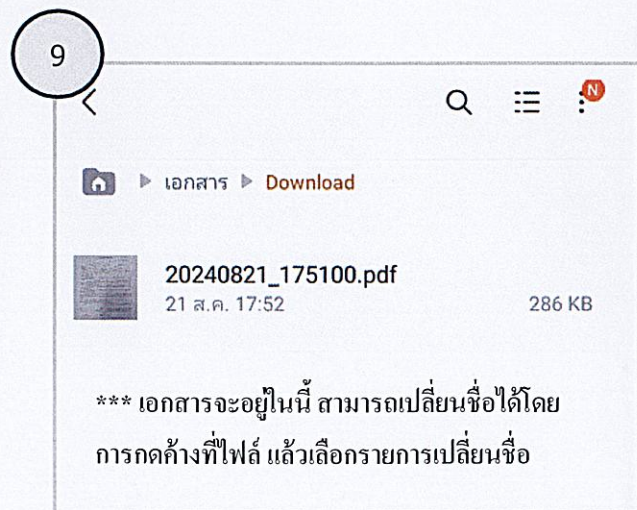 9
N
เอกสาร Download
20240821_175100.pdf
21 ส.ค. 17:52 286 KB
*** เอกสารจะอยู่ในนี้ สามารถเปลี่ยนชื่อได้โดย
การกดค้างที่ไฟล์ แล้วเลือกรายการเปลี่ยนชื่อ